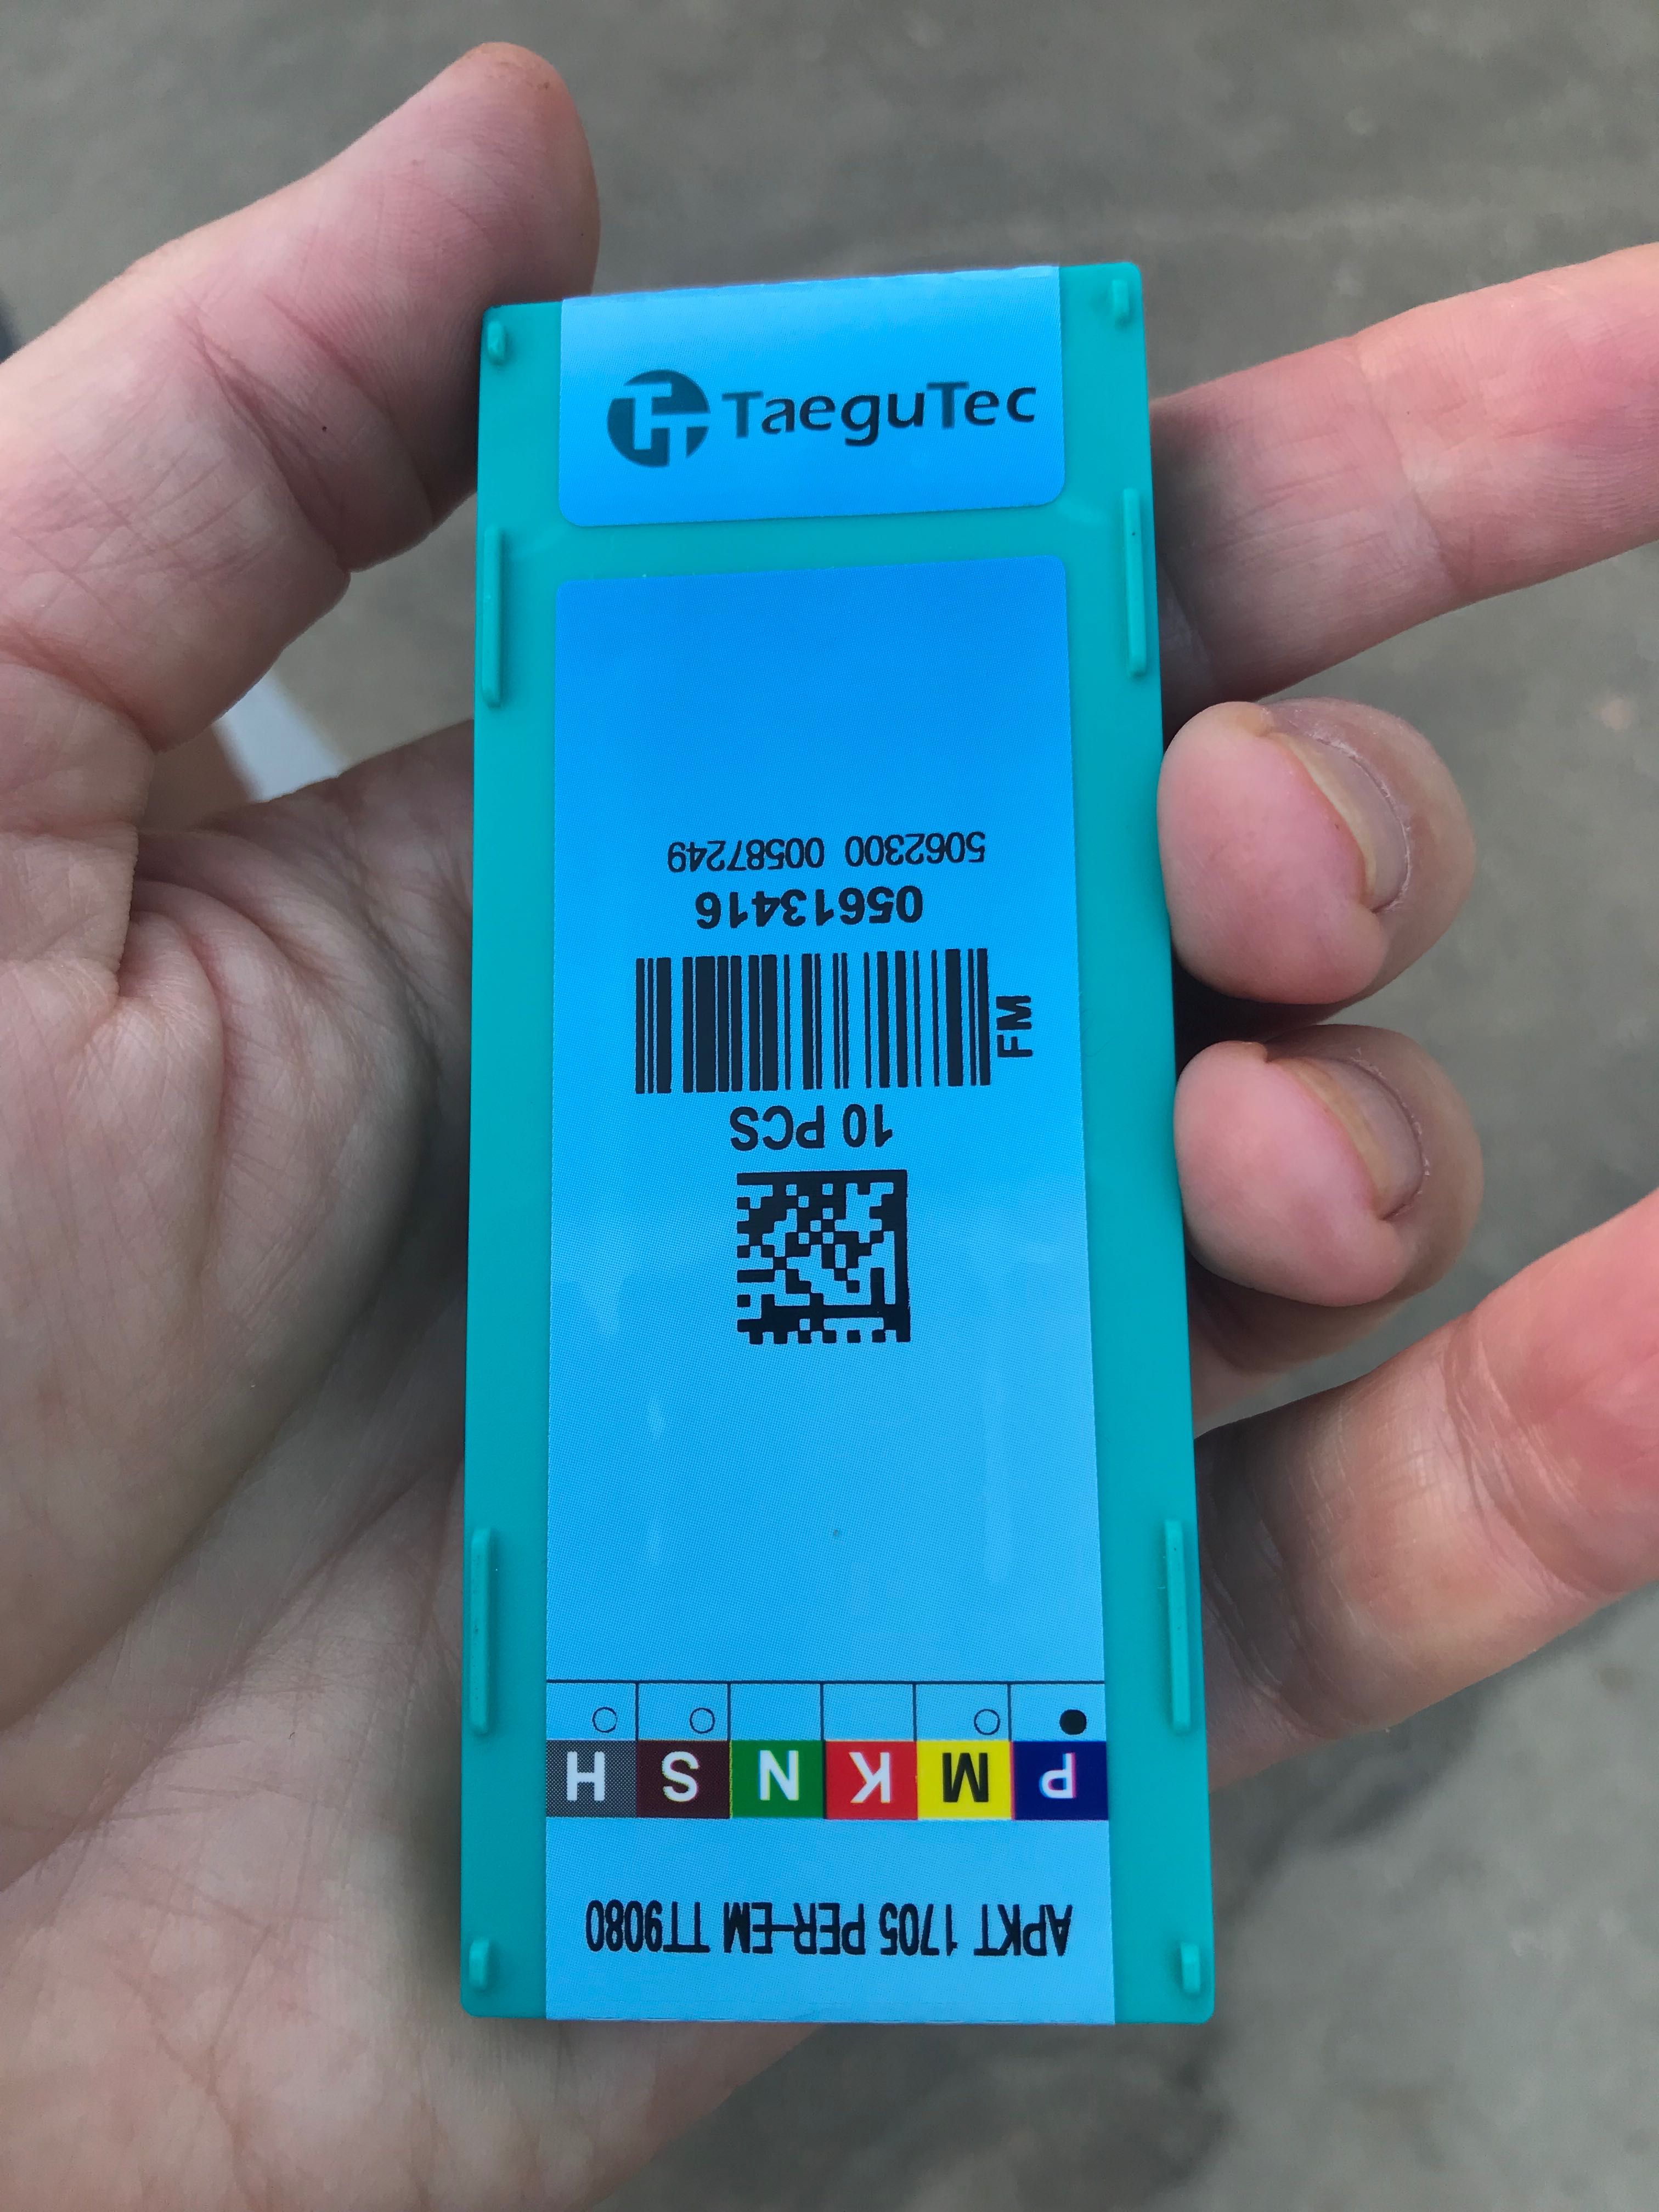 TaeguTec
APKT 1705 PER-EM TT9080
P M K N S H
10 PCS
FM
05613416
5062300 00587249